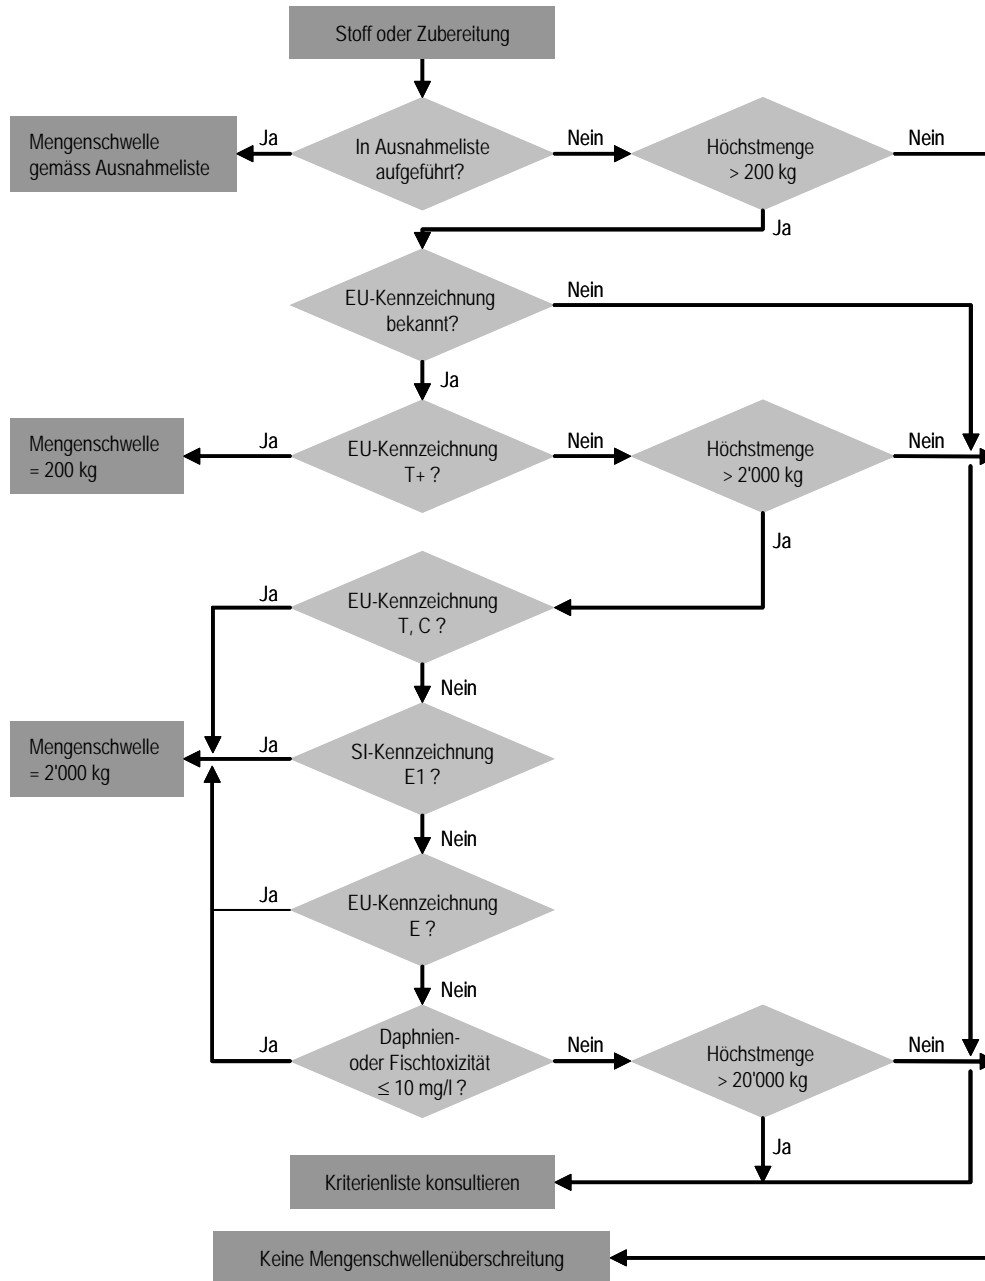 Stoff oder Zubereitung
Mengenschwelle
gemäss Ausnahmeliste
Ja
In Ausnahmeliste
aufgeführt?
Nein
Höchstmenge
> 200 kg
Nein
Ja
EU-Kennzeichnung
bekannt?
Nein
Ja
Mengenschwelle
= 200 kg
Ja
EU-Kennzeichnung
T+ ?
Nein
Höchstmenge
> 2'000 kg
Nein
Ja
Ja
EU-Kennzeichnung
T, C ?
Nein
Mengenschwelle
= 2'000 kg
Ja
SI-Kennzeichnung
E1 ?
Nein
Ja
EU-Kennzeichnung
E ?
Nein
Ja
Daphnien-
oder Fischtoxizität
≤ 10 mg/l ?
Nein
Höchstmenge
> 20'000 kg
Nein
Ja
Kriterienliste konsultieren
Keine Mengenschwellenüberschreitung